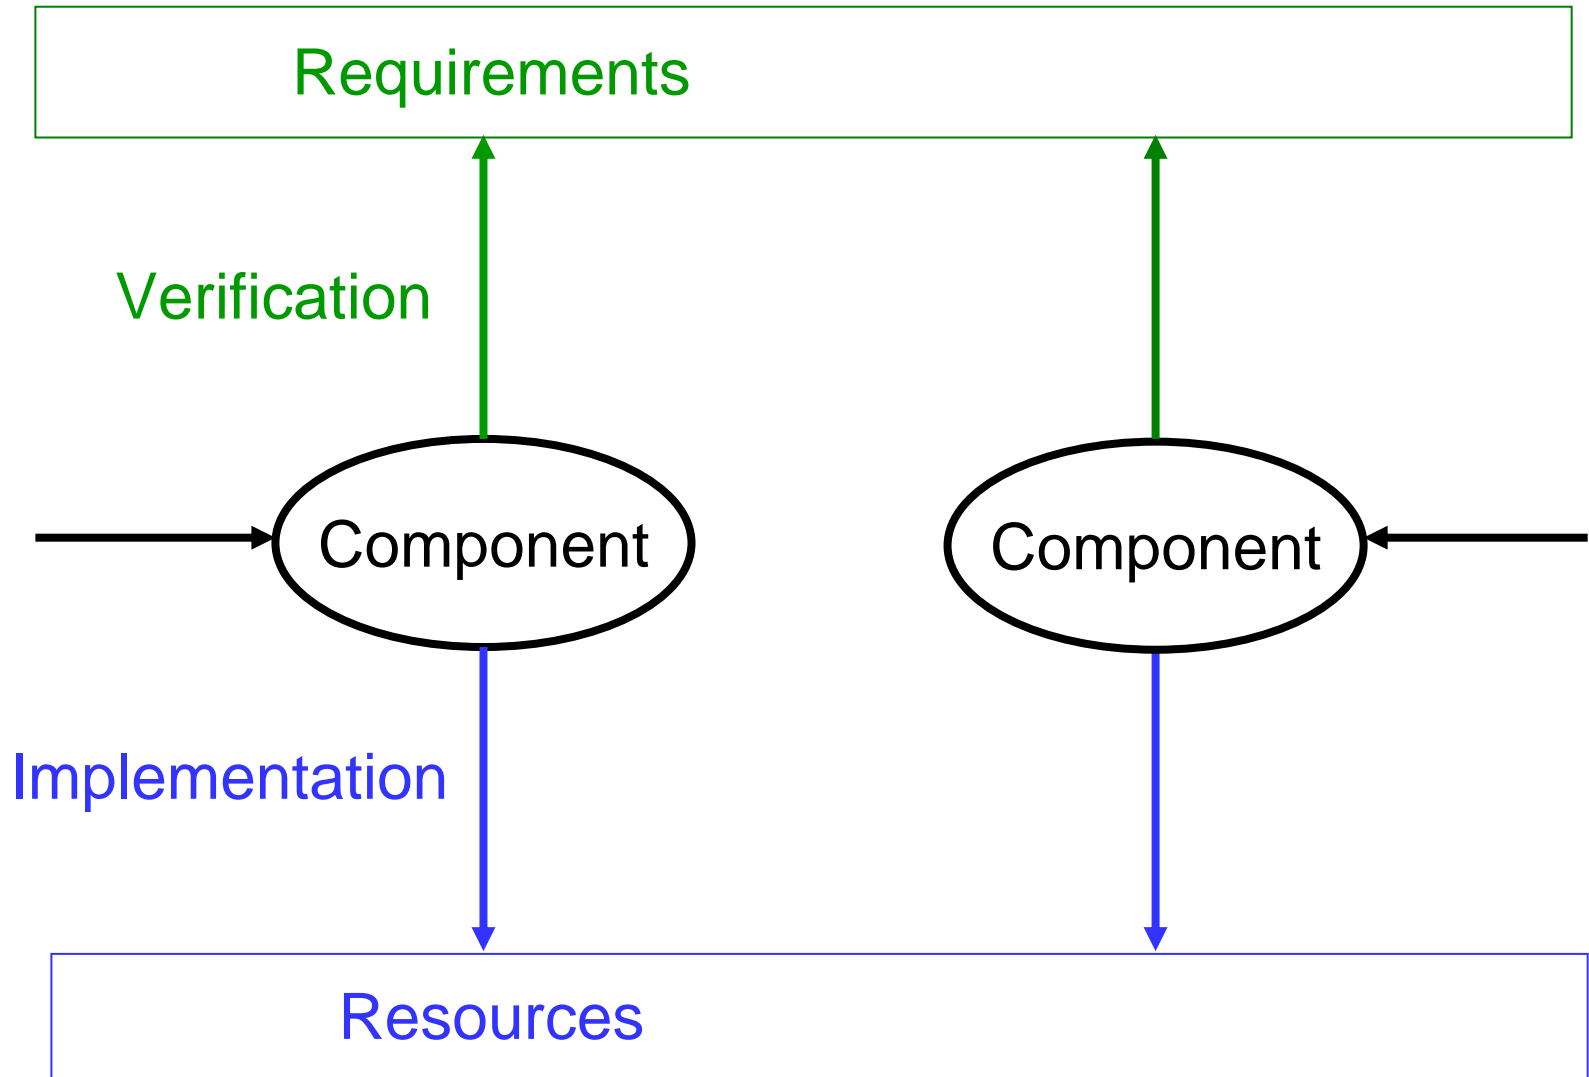 Requirements
Verification
Component
Component
Implementation
Resources